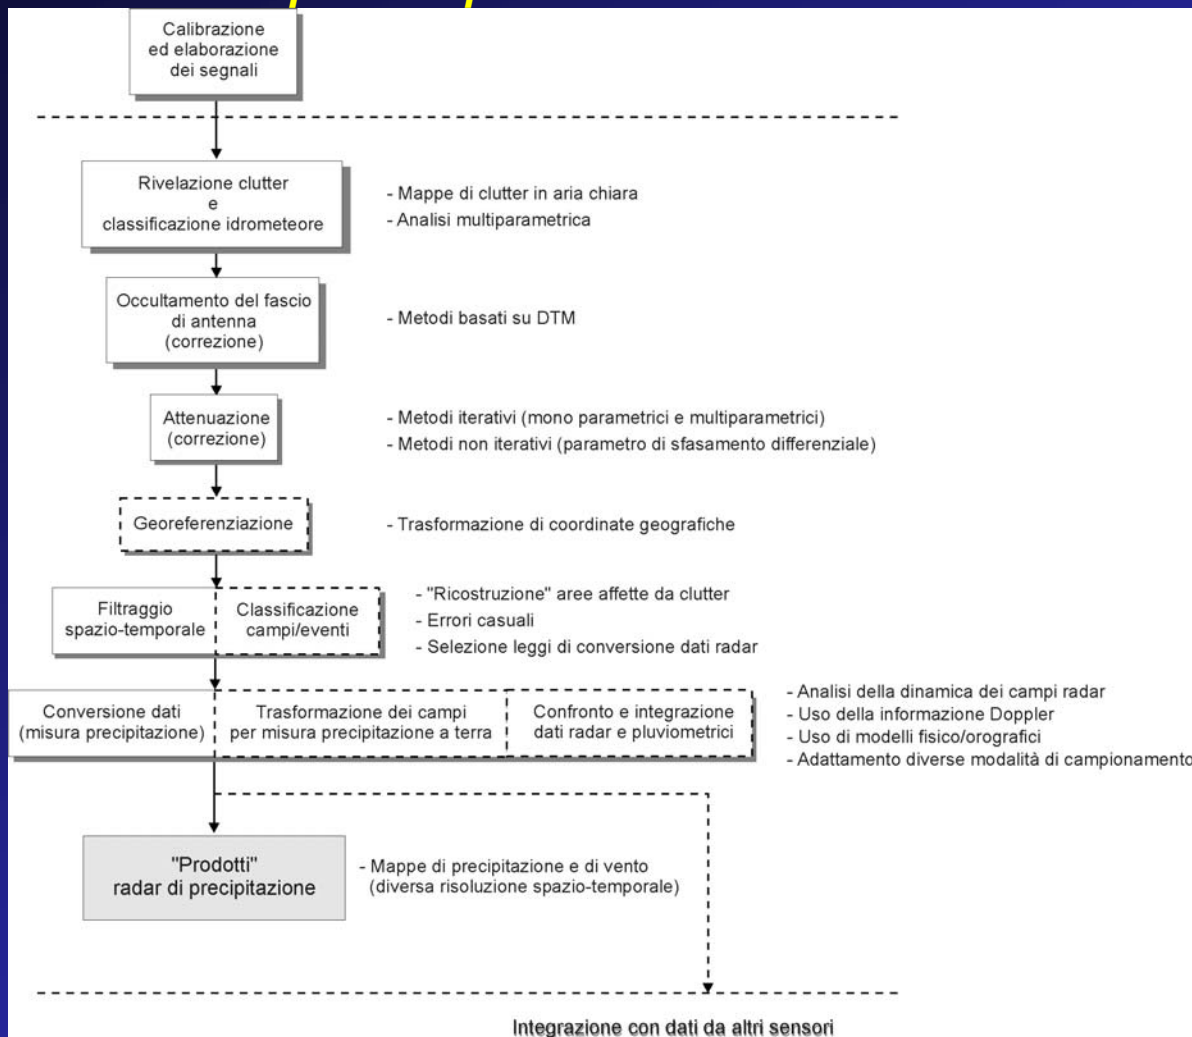 Calibrazione
ed elaborazione
dei segnali
Rivelazione clutter
e
classificazione idrometeore
- Mappe di clutter in aria chiara
- Analisi multiparametrica
Occultamento del fascio
di antenna
(correzione)
- Metodi basati su DTM
Attenuazione
(correzione)
- Metodi iterativi (mono parametrici e multiparametrici)
- Metodi non iterativi (parametro di sfasamento differenziale)
Georeferenziazione
- Trasformazione di coordinate geografiche
Filtraggio
spazio-temporale
Classificazione
campi/eventi
- "Ricostruzione" aree affette da clutter
- Errori casuali
- Selezione leggi di conversione dati radar
Conversione dati
(misura precipitazione)
Trasformazione dei campi
per misura precipitazione a terra
Confronto e integrazione
dati radar e pluviometrici
- Analisi della dinamica dei campi radar
- Uso della informazione Doppler
- Uso di modelli fisico/orografici
- Adattamento diverse modalità di campionamento
"Prodotti"
radar di precipitazione
- Mappe di precipitazione e di vento
(diversa risoluzione spazio-temporale)
Integrazione con dati da altri sensori